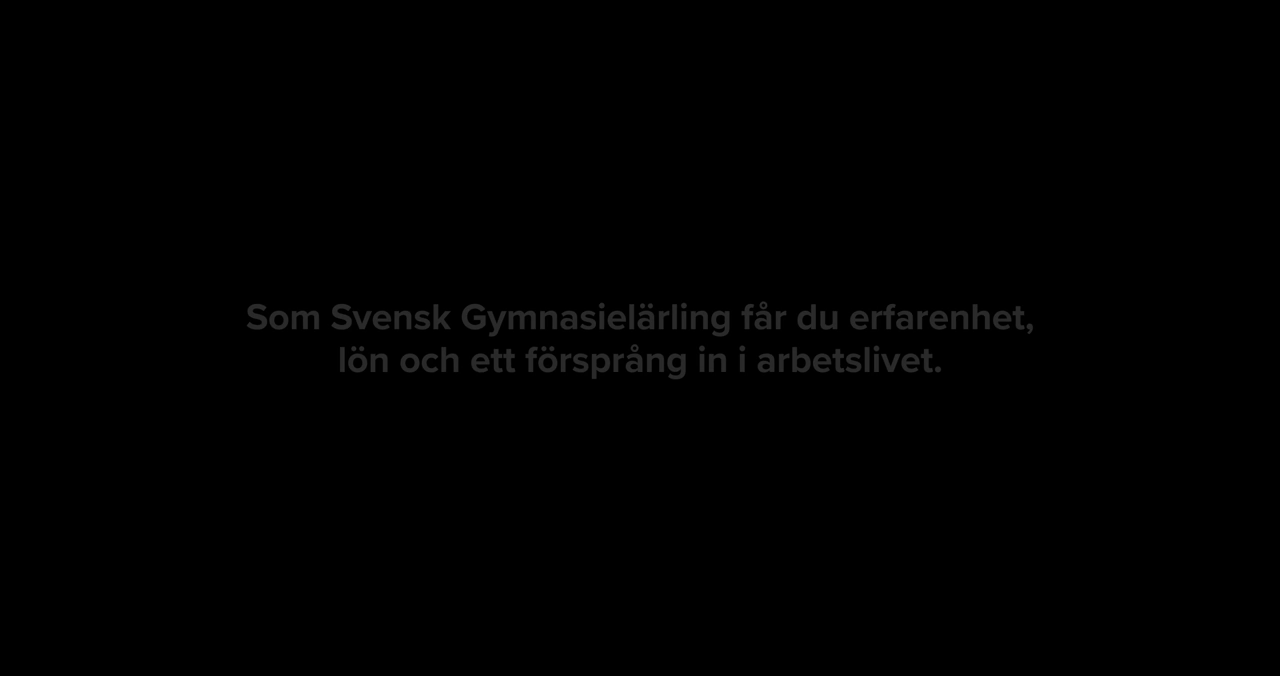 Som Svensk Gymnasielärling får du erfarenhet,
lön och ett försprång in i arbetslivet.